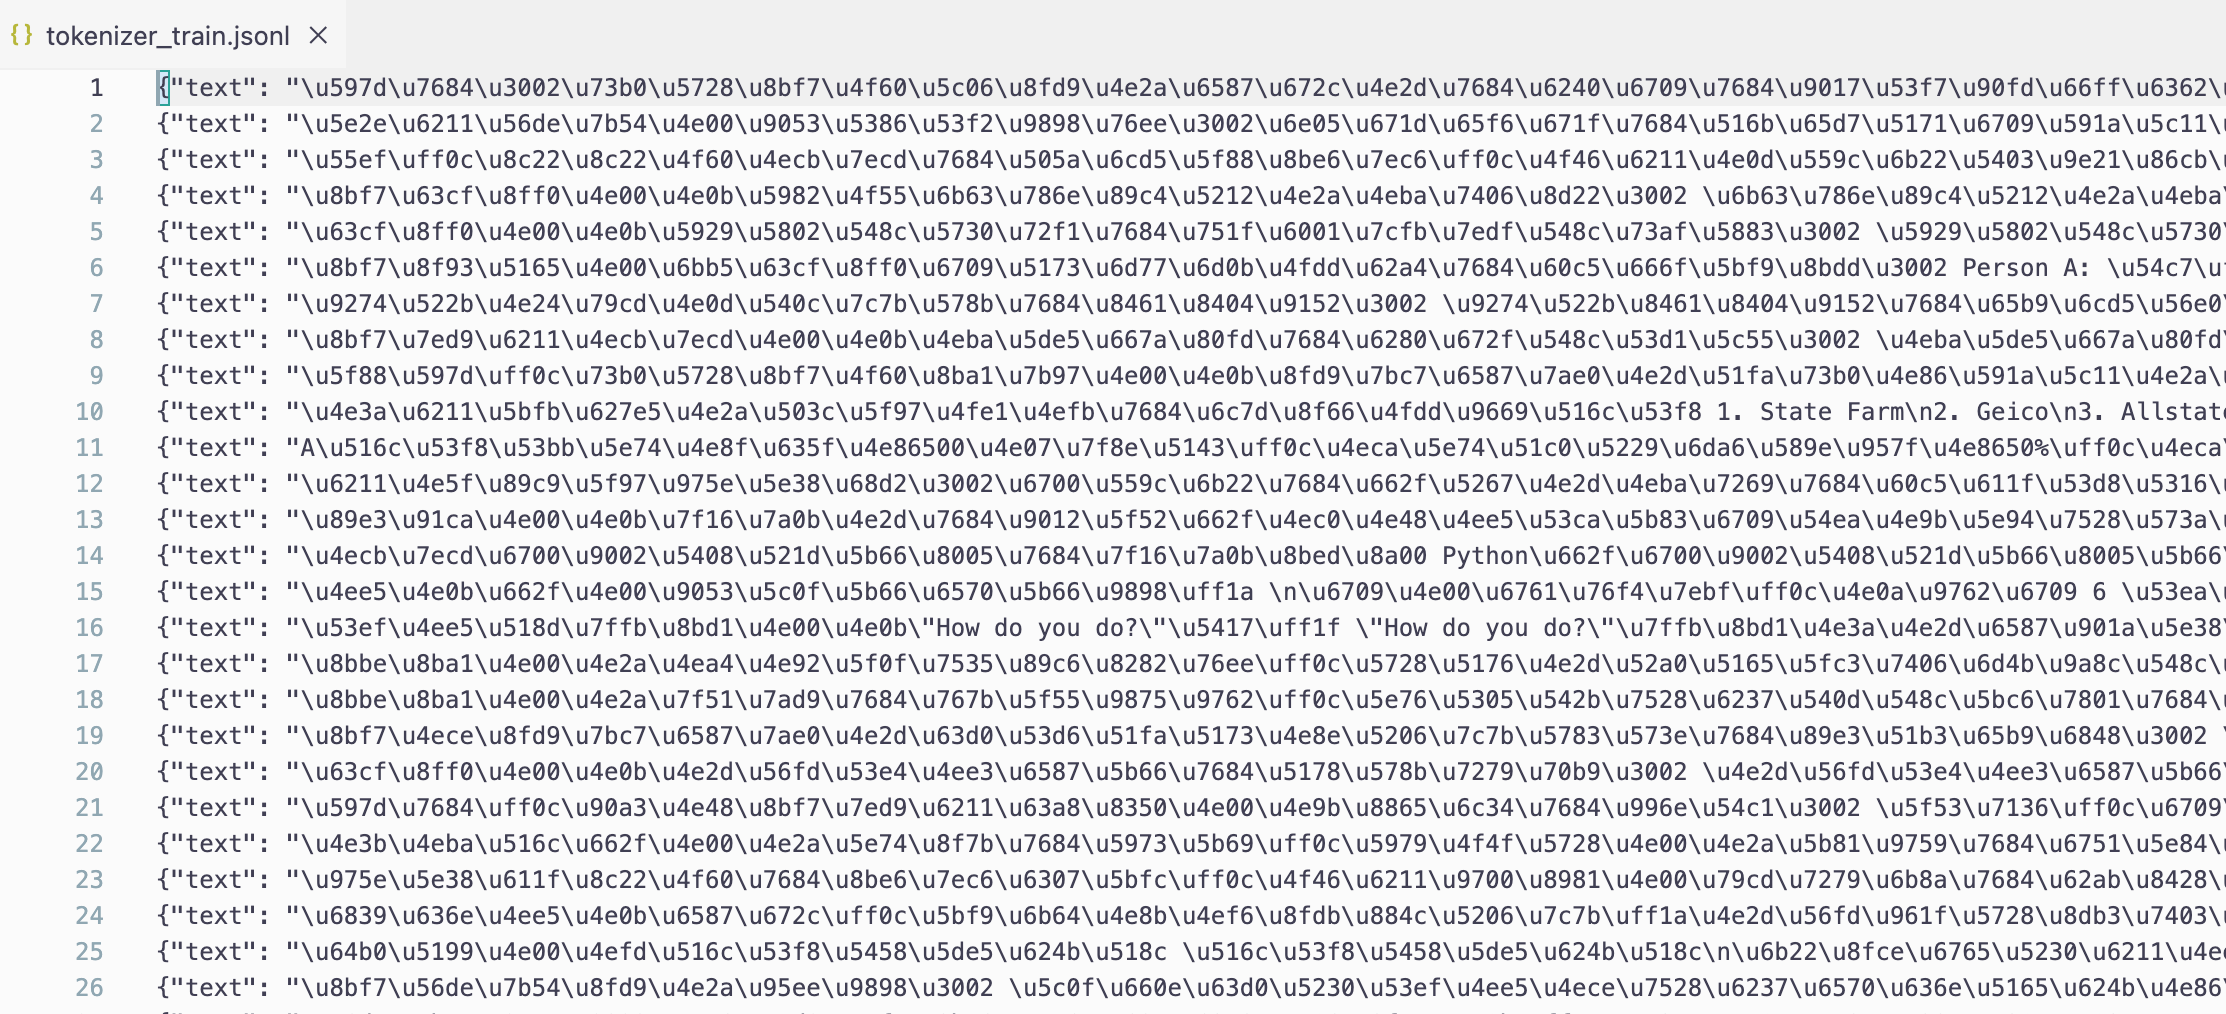 {} tokenizer_train.jsonl ×
1 {"text": "\u597d\u7684\u3002\u73b0\u5728\u8bf7\u4f60\u5c06\u8fd9\u4e2a\u6587\u672c\u4e2d\u7684\u6240\u6709\u7684\u9017\u53f7\u90fd\u66ff\u6362\
2 {"text": "\u5e2e\u6211\u56de\u7b54\u4e00\u9053\u5386\u53f2\u9898\u76ee\u3002\u6e05\u671d\u65f6\u671f\u7684\u516b\u65d7\u5171\u6709\u591a\u5c11\
3 {"text": "\u55ef\uff0c\u8c22\u8c22\u4f60\u4ecb\u7ecd\u7684\u505a\u6cd5\u5f88\u8be6\u7ec6\uff0c\u4f46\u6211\u4e0d\u559c\u6b22\u5403\u9e21\u86cb\
4 {"text": "\u8bf7\u63cf\u8ff0\u4e00\u4e0b\u5982\u4f55\u6b63\u786e\u89c4\u5212\u4e2a\u4eba\u7406\u8d22\u3002 \u6b63\u786e\u89c4\u5212\u4e2a\u4eba\
5 {"text": "\u63cf\u8ff0\u4e00\u4e0b\u5929\u5802\u548c\u5730\u72f1\u7684\u751f\u6001\u7cfb\u7edf\u548c\u73af\u5883\u3002 \u5929\u5802\u548c\u5730\
6 {"text": "\u8bf7\u8f93\u5165\u4e00\u6bb5\u63cf\u8ff0\u6709\u5173\u6d77\u6d0b\u4fdd\u62a4\u7684\u60c5\u666f\u5bf9\u8bdd\u3002 Person A: \u54c7\u
7 {"text": "\u9274\u522b\u4e24\u79cd\u4e0d\u540c\u7c7b\u578b\u7684\u8461\u8404\u9152\u3002 \u9274\u522b\u8461\u8404\u9152\u7684\u65b9\u6cd5\u56e0\
8 {"text": "\u8bf7\u7ed9\u6211\u4ecb\u7ecd\u4e00\u4e0b\u4eba\u5de5\u667a\u80fd\u7684\u6280\u672f\u548c\u53d1\u5c55\u3002 \u4eba\u5de5\u667a\u80fd\
9 {"text": "\u5f88\u597d\uff0c\u73b0\u5728\u8bf7\u4f60\u8ba1\u7b97\u4e00\u4e0b\u8fd9\u7bc7\u6587\u7ae0\u4e2d\u51fa\u73b0\u4e86\u591a\u5c11\u4e2a\
10 {"text": "\u4e3a\u6211\u5bfb\u627e5\u4e2a\u503c\u5f97\u4fe1\u4efb\u7684\u6c7d\u8f66\u4fdd\u9669\u516c\u53f8 1. State Farm\n2. Geico\n3. Allstate
11 {"text": "A\u516c\u53f8\u53bb\u5e74\u4e8f\u635f\u4e86500\u4e07\u7f8e\u5143\uff0c\u4eca\u5e74\u51c0\u5229\u6da6\u589e\u957f\u4e8650%\uff0c\u4eca\
12 {"text": "\u6211\u4e5f\u89c9\u5f97\u975e\u5e38\u68d2\u3002\u6700\u559c\u6b22\u7684\u662f\u5267\u4e2d\u4eba\u7269\u7684\u60c5\u611f\u53d8\u5316\
13 {"text": "\u89e3\u91ca\u4e00\u4e0b\u7f16\u7a0b\u4e2d\u7684\u9012\u5f52\u662f\u4ec0\u4e48\u4ee5\u53ca\u5b83\u6709\u54ea\u4e9b\u5e94\u7528\u573a\
14 {"text": "\u4ecb\u7ecd\u6700\u9002\u5408\u521d\u5b66\u8005\u7684\u7f16\u7a0b\u8bed\u8a00 Python\u662f\u6700\u9002\u5408\u521d\u5b66\u8005\u5b66
15 {"text": "\u4ee5\u4e0b\u662f\u4e00\u9053\u5c0f\u5b66\u6570\u5b66\u9898\uff1a \n\u6709\u4e00\u6761\u76f4\u7ebf\uff0c\u4e0a\u9762\u6709 6 \u53ea\
16 {"text": "\u53ef\u4ee5\u518d\u7ffb\u8bd1\u4e00\u4e0b\"How do you do?\"\u5417\uff1f \"How do you do?\"\u7ffb\u8bd1\u4e3a\u4e2d\u6587\u901a\u5e38\
17 {"text": "\u8bbe\u8ba1\u4e00\u4e2a\u4ea4\u4e92\u5f0f\u7535\u89c6\u8282\u76ee\uff0c\u5728\u5176\u4e2d\u52a0\u5165\u5fc3\u7406\u6d4b\u9a8c\u548c\
18 {"text": "\u8bbe\u8ba1\u4e00\u4e2a\u7f51\u7ad9\u7684\u767b\u5f55\u9875\u9762\uff0c\u5e76\u5305\u542b\u7528\u6237\u540d\u548c\u5bc6\u7801\u7684\
19 {"text": "\u8bf7\u4ece\u8fd9\u7bc7\u6587\u7ae0\u4e2d\u63d0\u53d6\u51fa\u5173\u4e8e\u5206\u7c7b\u5783\u573e\u7684\u89e3\u51b3\u65b9\u6848\u3002 \
20 {"text": "\u63cf\u8ff0\u4e00\u4e0b\u4e2d\u56fd\u53e4\u4ee3\u6587\u5b66\u7684\u5178\u578b\u7279\u70b9\u3002 \u4e2d\u56fd\u53e4\u4ee3\u6587\u5b66\
21 {"text": "\u597d\u7684\uff0c\u90a3\u4e48\u8bf7\u7ed9\u6211\u63a8\u8350\u4e00\u4e9b\u8865\u6c34\u7684\u996e\u54c1\u3002 \u5f53\u7136\uff0c\u6709\
22 {"text": "\u4e3b\u4eba\u516c\u662f\u4e00\u4e2a\u5e74\u8f7b\u7684\u5973\u5b69\uff0c\u5979\u4f4f\u5728\u4e00\u4e2a\u5b81\u9759\u7684\u6751\u5e84\
23 {"text": "\u975e\u5e38\u611f\u8c22\u4f60\u7684\u8be6\u7ec6\u6307\u5bfc\uff0c\u4f46\u6211\u9700\u8981\u4e00\u79cd\u7279\u6b8a\u7684\u62ab\u8428\
24 {"text": "\u6839\u636e\u4ee5\u4e0b\u6587\u672c\uff0c\u5bf9\u6b64\u4e8b\u4ef6\u8fdb\u884c\u5206\u7c7b\uff1a\u4e2d\u56fd\u961f\u5728\u8db3\u7403\
25 {"text": "\u64b0\u5199\u4e00\u4efd\u516c\u53f8\u5458\u5de5\u624b\u518c \u516c\u53f8\u5458\u5de5\u624b\u518c\n\u6b22\u8fce\u6765\u5230\u6211\u4e
26 {"text": "\u8bf7\u56de\u7b54\u8fd9\u4e2a\u95ee\u9898\u3002 \u5c0f\u660e\u63d0\u5230\u53ef\u4ee5\u4ece\u7528\u6237\u6570\u636e\u5165\u624b\u4e86\